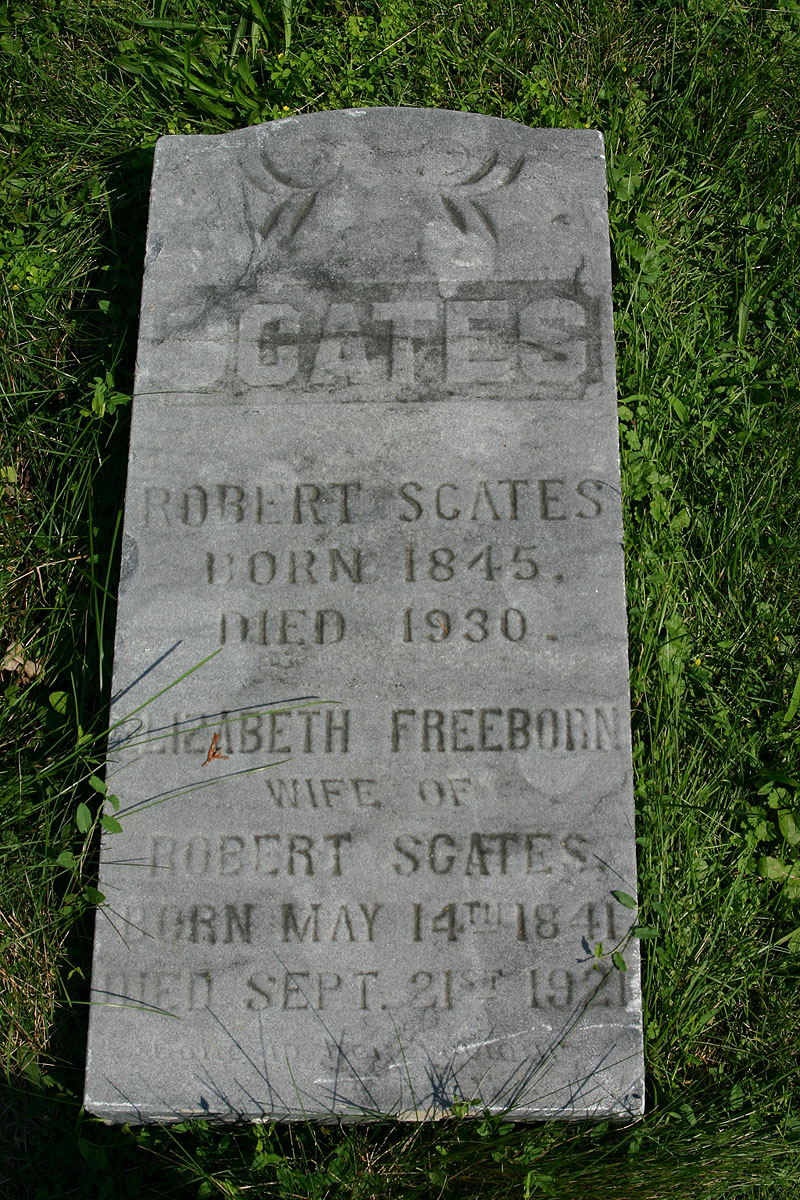 SCATES
ROBERT SCATES
BORN 1845.
DIED 1930.
ELIZABETH FREEBORN
WIFE OF
ROBERT SCATES,
BORN MAY 14TH 1841
DIED SEPT. 21ST 1921